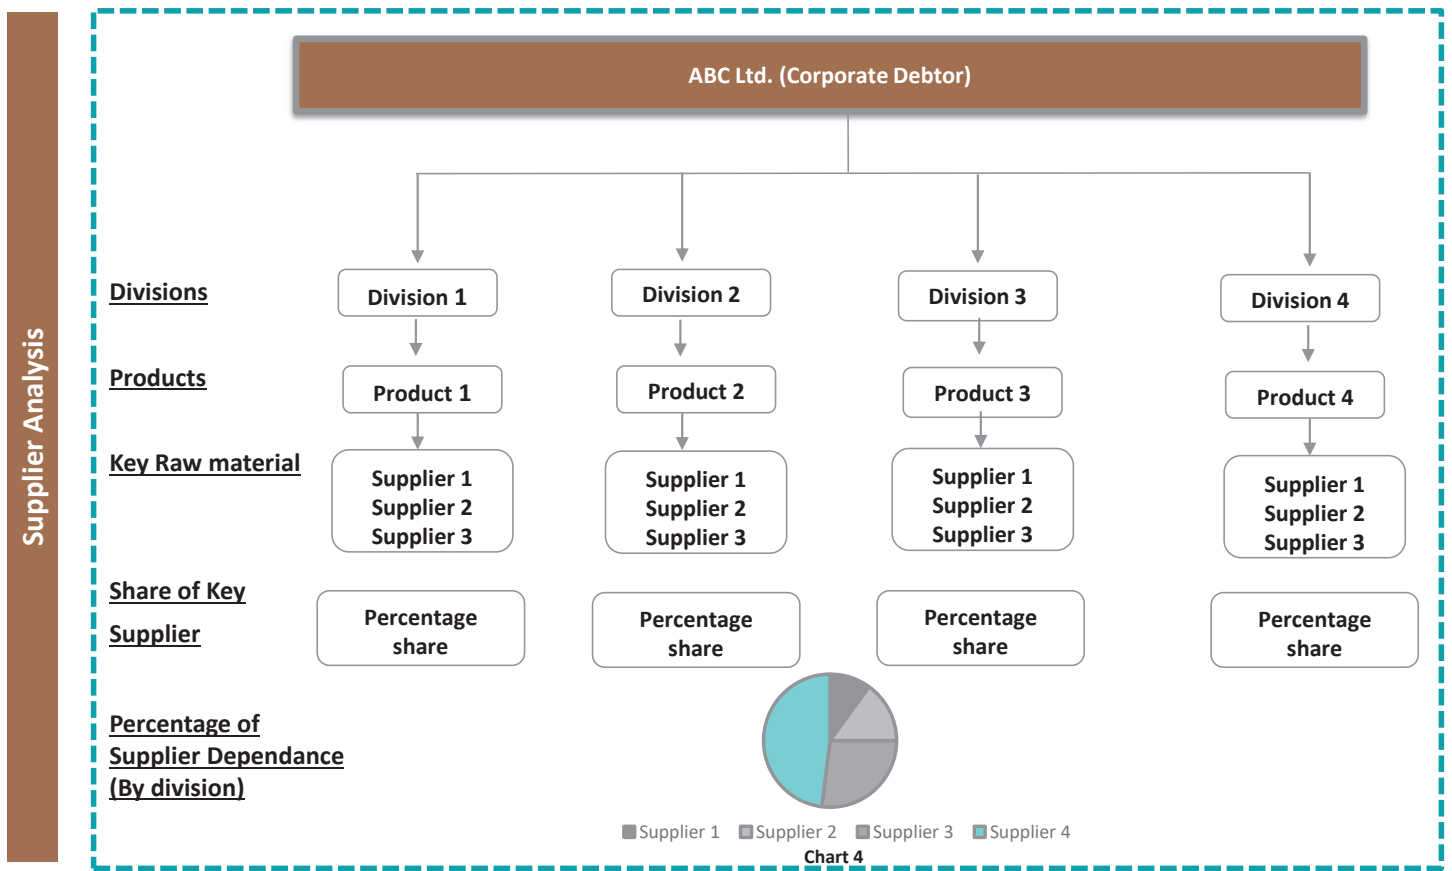 Supplier Analysis
ABC Ltd. (Corporate Debtor)
Divisions
Division 1
Division 2
Division 3
Division 4
Products
Product 1
Product 2
Product 3
Product 4
Key Raw material
Supplier 1
Supplier 2
Supplier 3
Supplier 1
Supplier 2
Supplier 3
Supplier 1
Supplier 2
Supplier 3
Supplier 1
Supplier 2
Supplier 3
Share of Key
Supplier
Percentage
share
Percentage
share
Percentage
share
Percentage
share
Percentage of
Supplier Dependance
(By division)
Supplier 1 Supplier 2 Supplier 3 Supplier 4
Chart 4